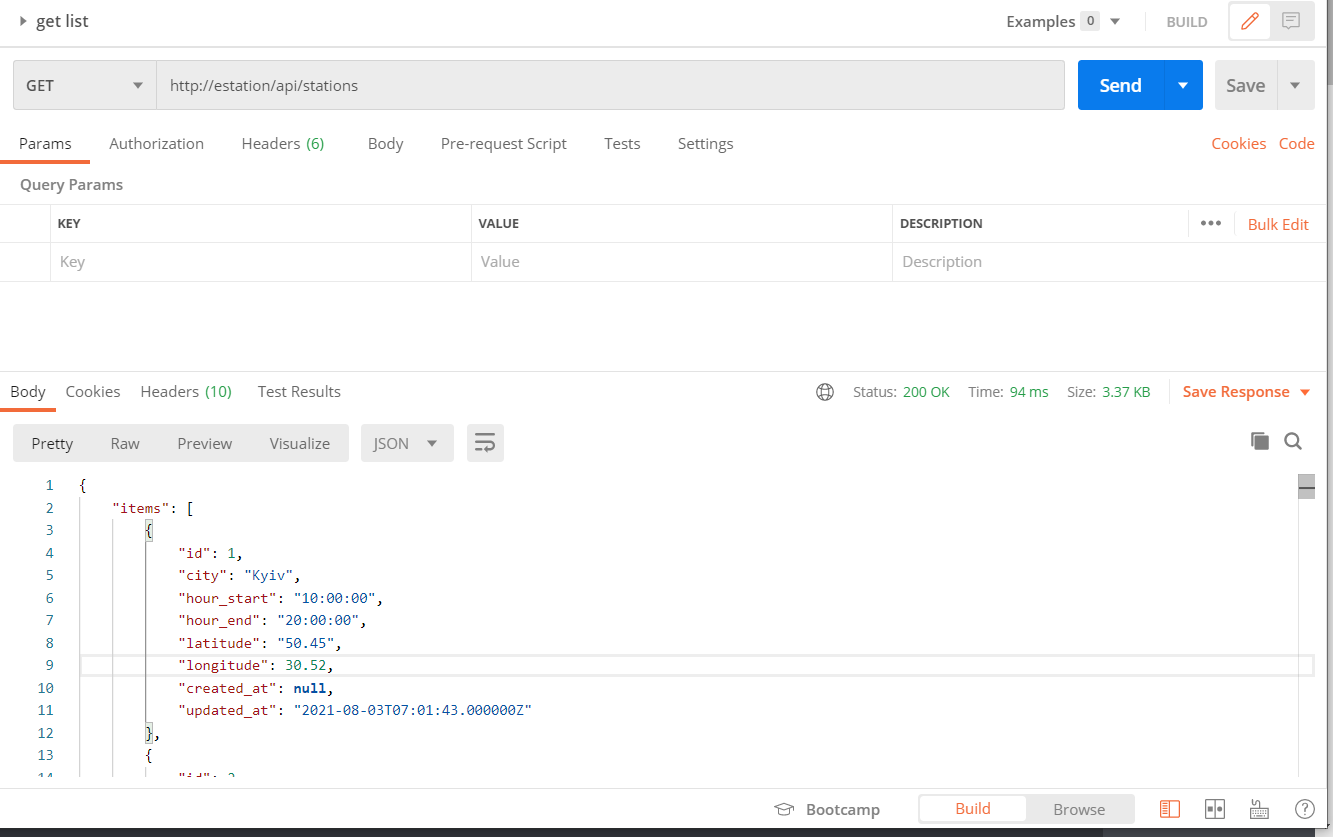 get list
Examples 0 BUILD
GET http://estation/api/stations Send Save
Params Authorization Headers (6) Body Pre-request Script Tests Settings Cookies Code
Query Params
KEY VALUE DESCRIPTION ••• Bulk Edit
Key Value Description
Body Cookies Headers (10) Test Results Status: 200 OK Time: 94 ms Size: 3.37 KB Save Response
Pretty Raw Preview Visualize JSON
1 {
2 "items": [
3 {
4 "id": 1,
5 "city": "Kyiv",
6 "hour_start": "10:00:00",
7 "hour_end": "20:00:00",
8 "latitude": "50.45",
9 "longitude": 30.52,
10 "created_at": null,
11 "updated_at": "2021-08-03T07:01:43.000000Z"
12 },
13 {
14 "id": 2
Bootcamp Build Browse